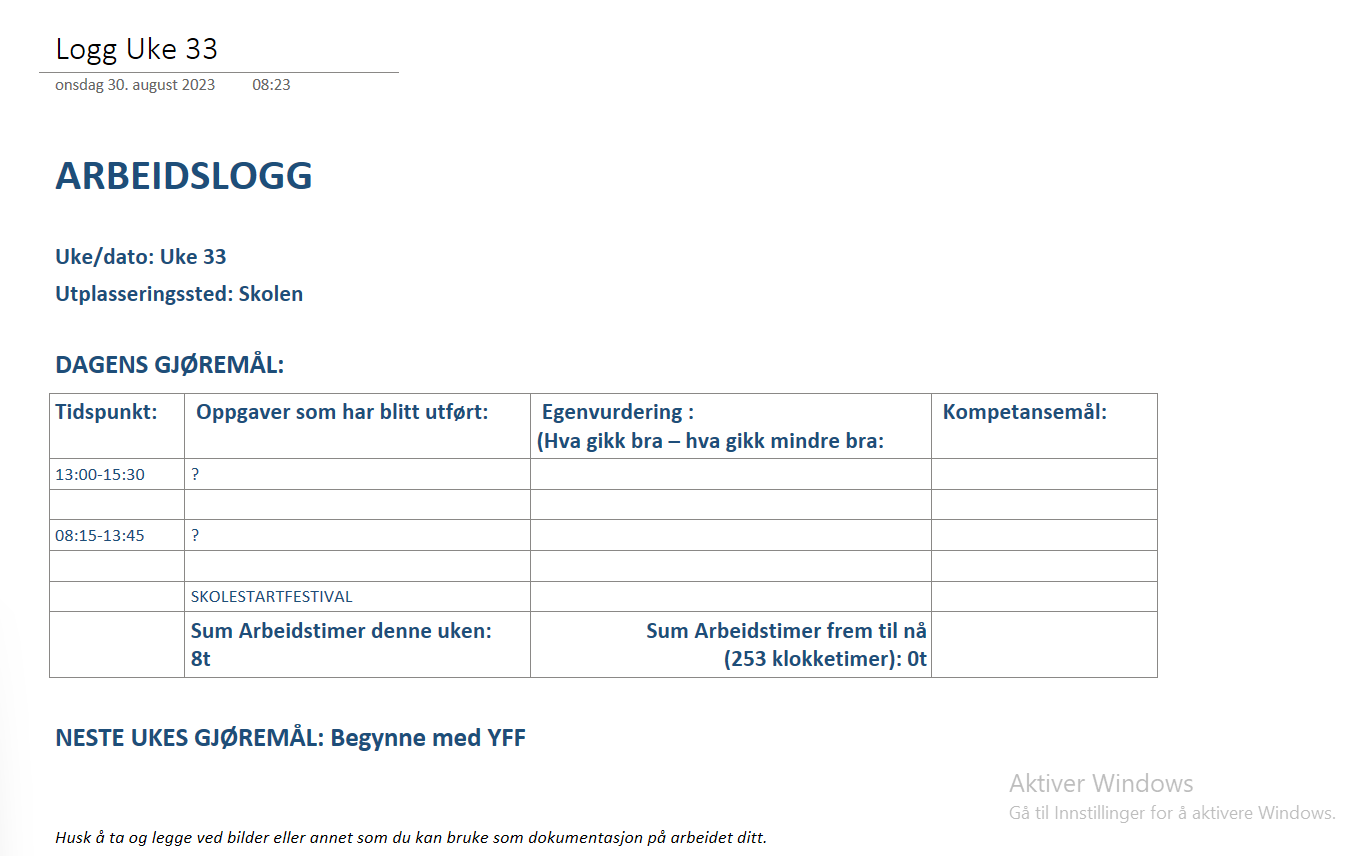 Logg Uke 33
onsdag 30. august 2023 08:23
ARBEIDSLOGG
Uke/dato: Uke 33
Utplasseringssted: Skolen
DAGENS GJØREMÅL:
Tidspunkt: Oppgaver som har blitt utført: Egenvurdering : Kompetansemål:
(Hva gikk bra – hva gikk mindre bra:
13:00-15:30 ?
08:15-13:45 ?
SKOLESTARTFESTIVAL
Sum Arbeidstimer denne uken: Sum Arbeidstimer frem til nå
8t (253 klokketimer): 0t
NESTE UKES GJØREMÅL: Begynne med YFF
Aktiver Windows
Gå til Innstillinger for å aktivere Windows.
Husk å ta og legge ved bilder eller annet som du kan bruke som dokumentasjon på arbeidet ditt.